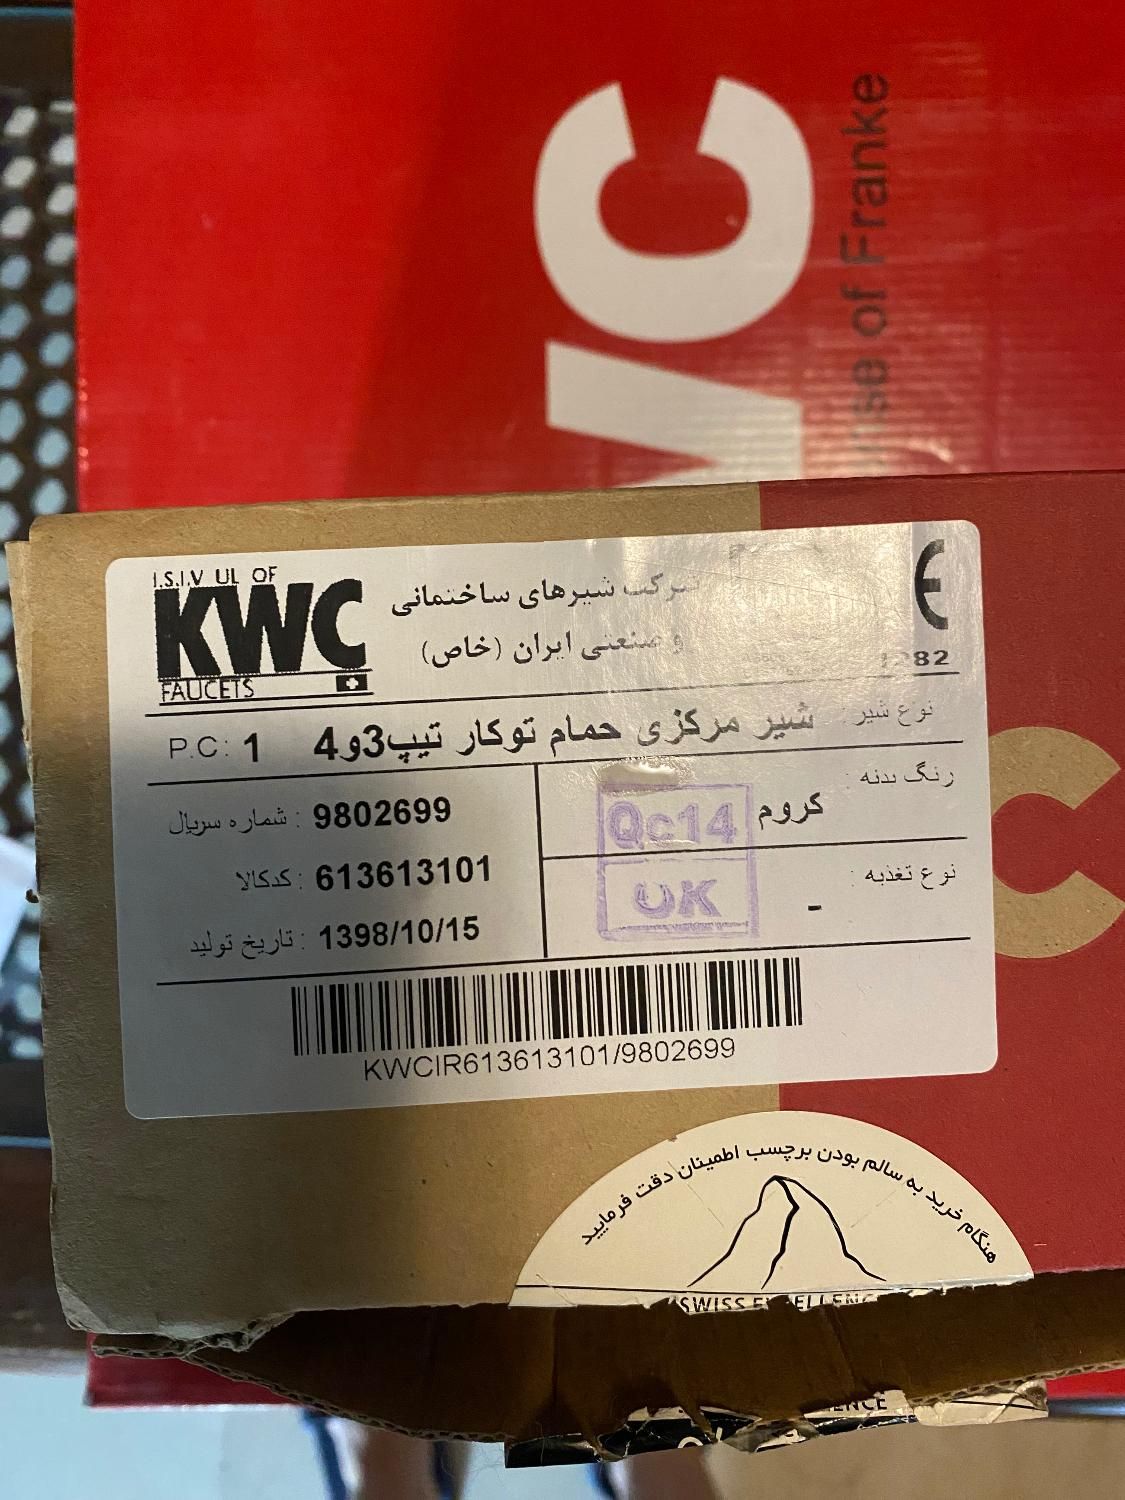 KWC
of Franke
I.S.I.V UL OF
KWC
FAUCETS
شرکت شیرهای ساختمانی
و صنعتی ایران (خاص)
CE
1282
نوع شیر: شیر مرکزی حمام توکار تیپ3و4 P.C: 1
رنگ بدنه :
کروم
شماره سریال : 9802699
Qc14
OK
کدکالا : 613613101
نوع تغذیه :
-
تاریخ تولید : 1398/10/15
KWCIR613613101/9802699
هنگام خرید به سالم بودن برچسب اطمینان دقت فرمایید
SWISS